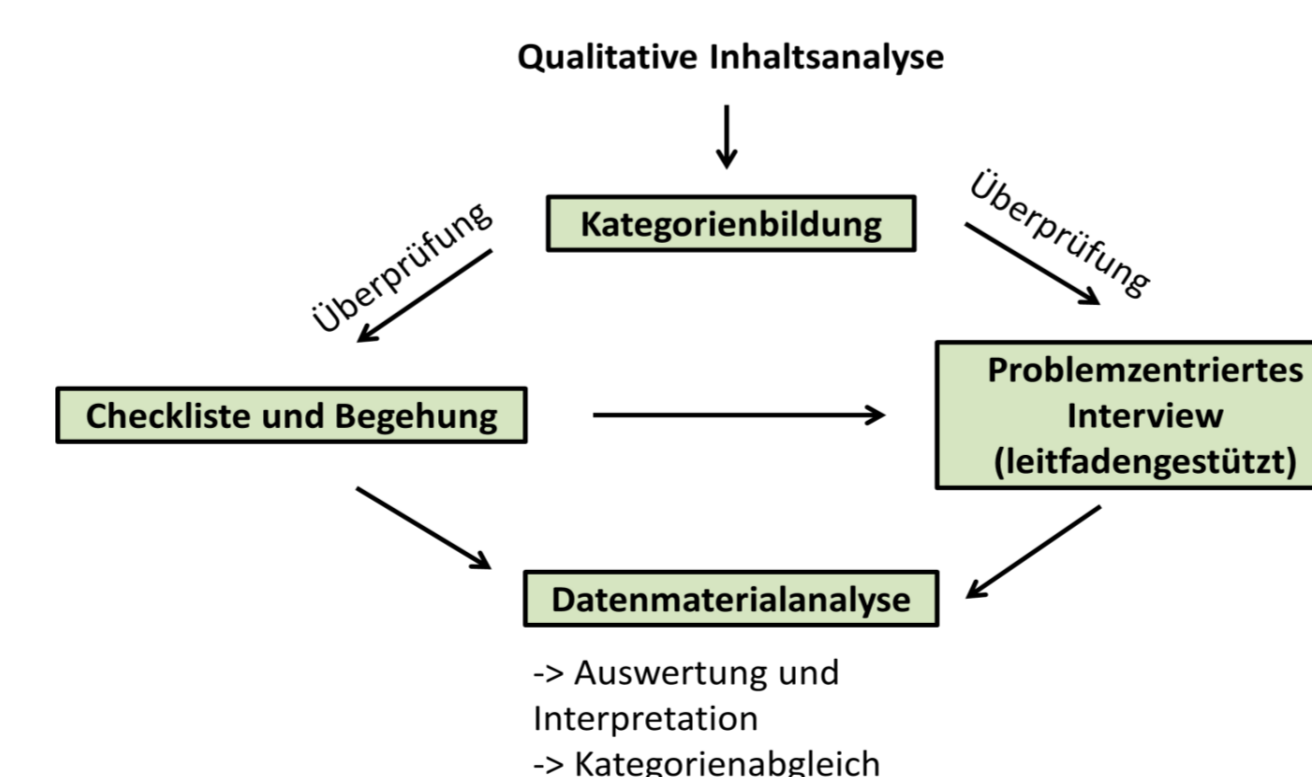 Qualitative Inhaltsanalyse
Überprüfung
Kategorienbildung
Überprüfung
Checkliste und Begehung
Problemzentriertes
Interview
(leitfadengestützt)
Datenmaterialanalyse
-> Auswertung und
Interpretation
-> Kategorienabgleich